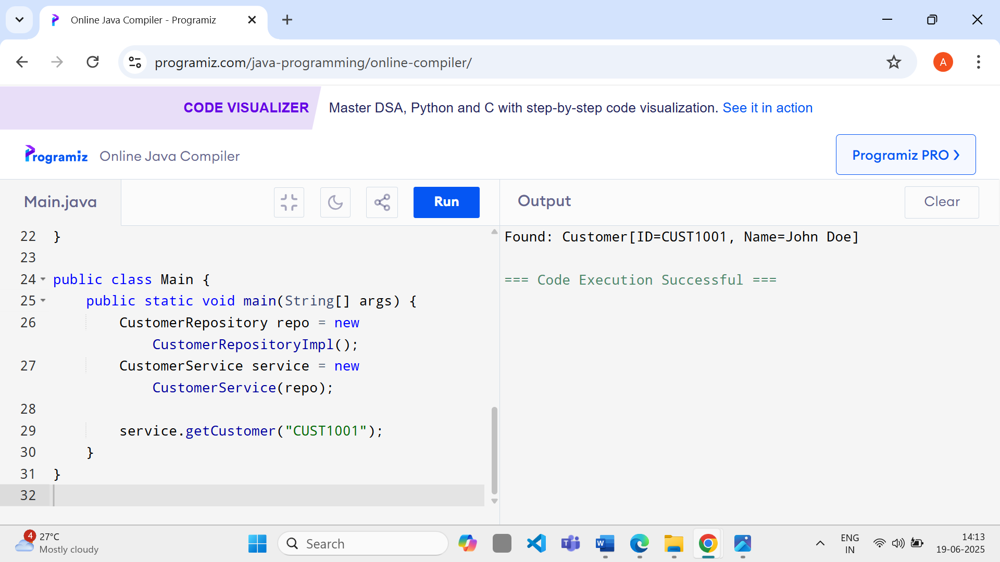 Online Java Compiler - Programiz
programiz.com/java-programming/online-compiler/
A
CODE VISUALIZER
Master DSA, Python and C with step-by-step code visualization. See it in action
Programiz
Online Java Compiler
Programiz PRO
Main.java
Run
Output
Clear
22 }
23
24 public class Main {
25 public static void main(String[] args) {
26 CustomerRepository repo = new
CustomerRepositoryImpl();
27 CustomerService service = new
CustomerService(repo);
28
29 service.getCustomer("CUST1001");
30 }
31 }
32
Found: Customer[ID=CUST1001, Name=John Doe]
=== Code Execution Successful ===
4
27°C
Mostly cloudy
Search
T
W
ENG
IN
14:13
19-06-2025